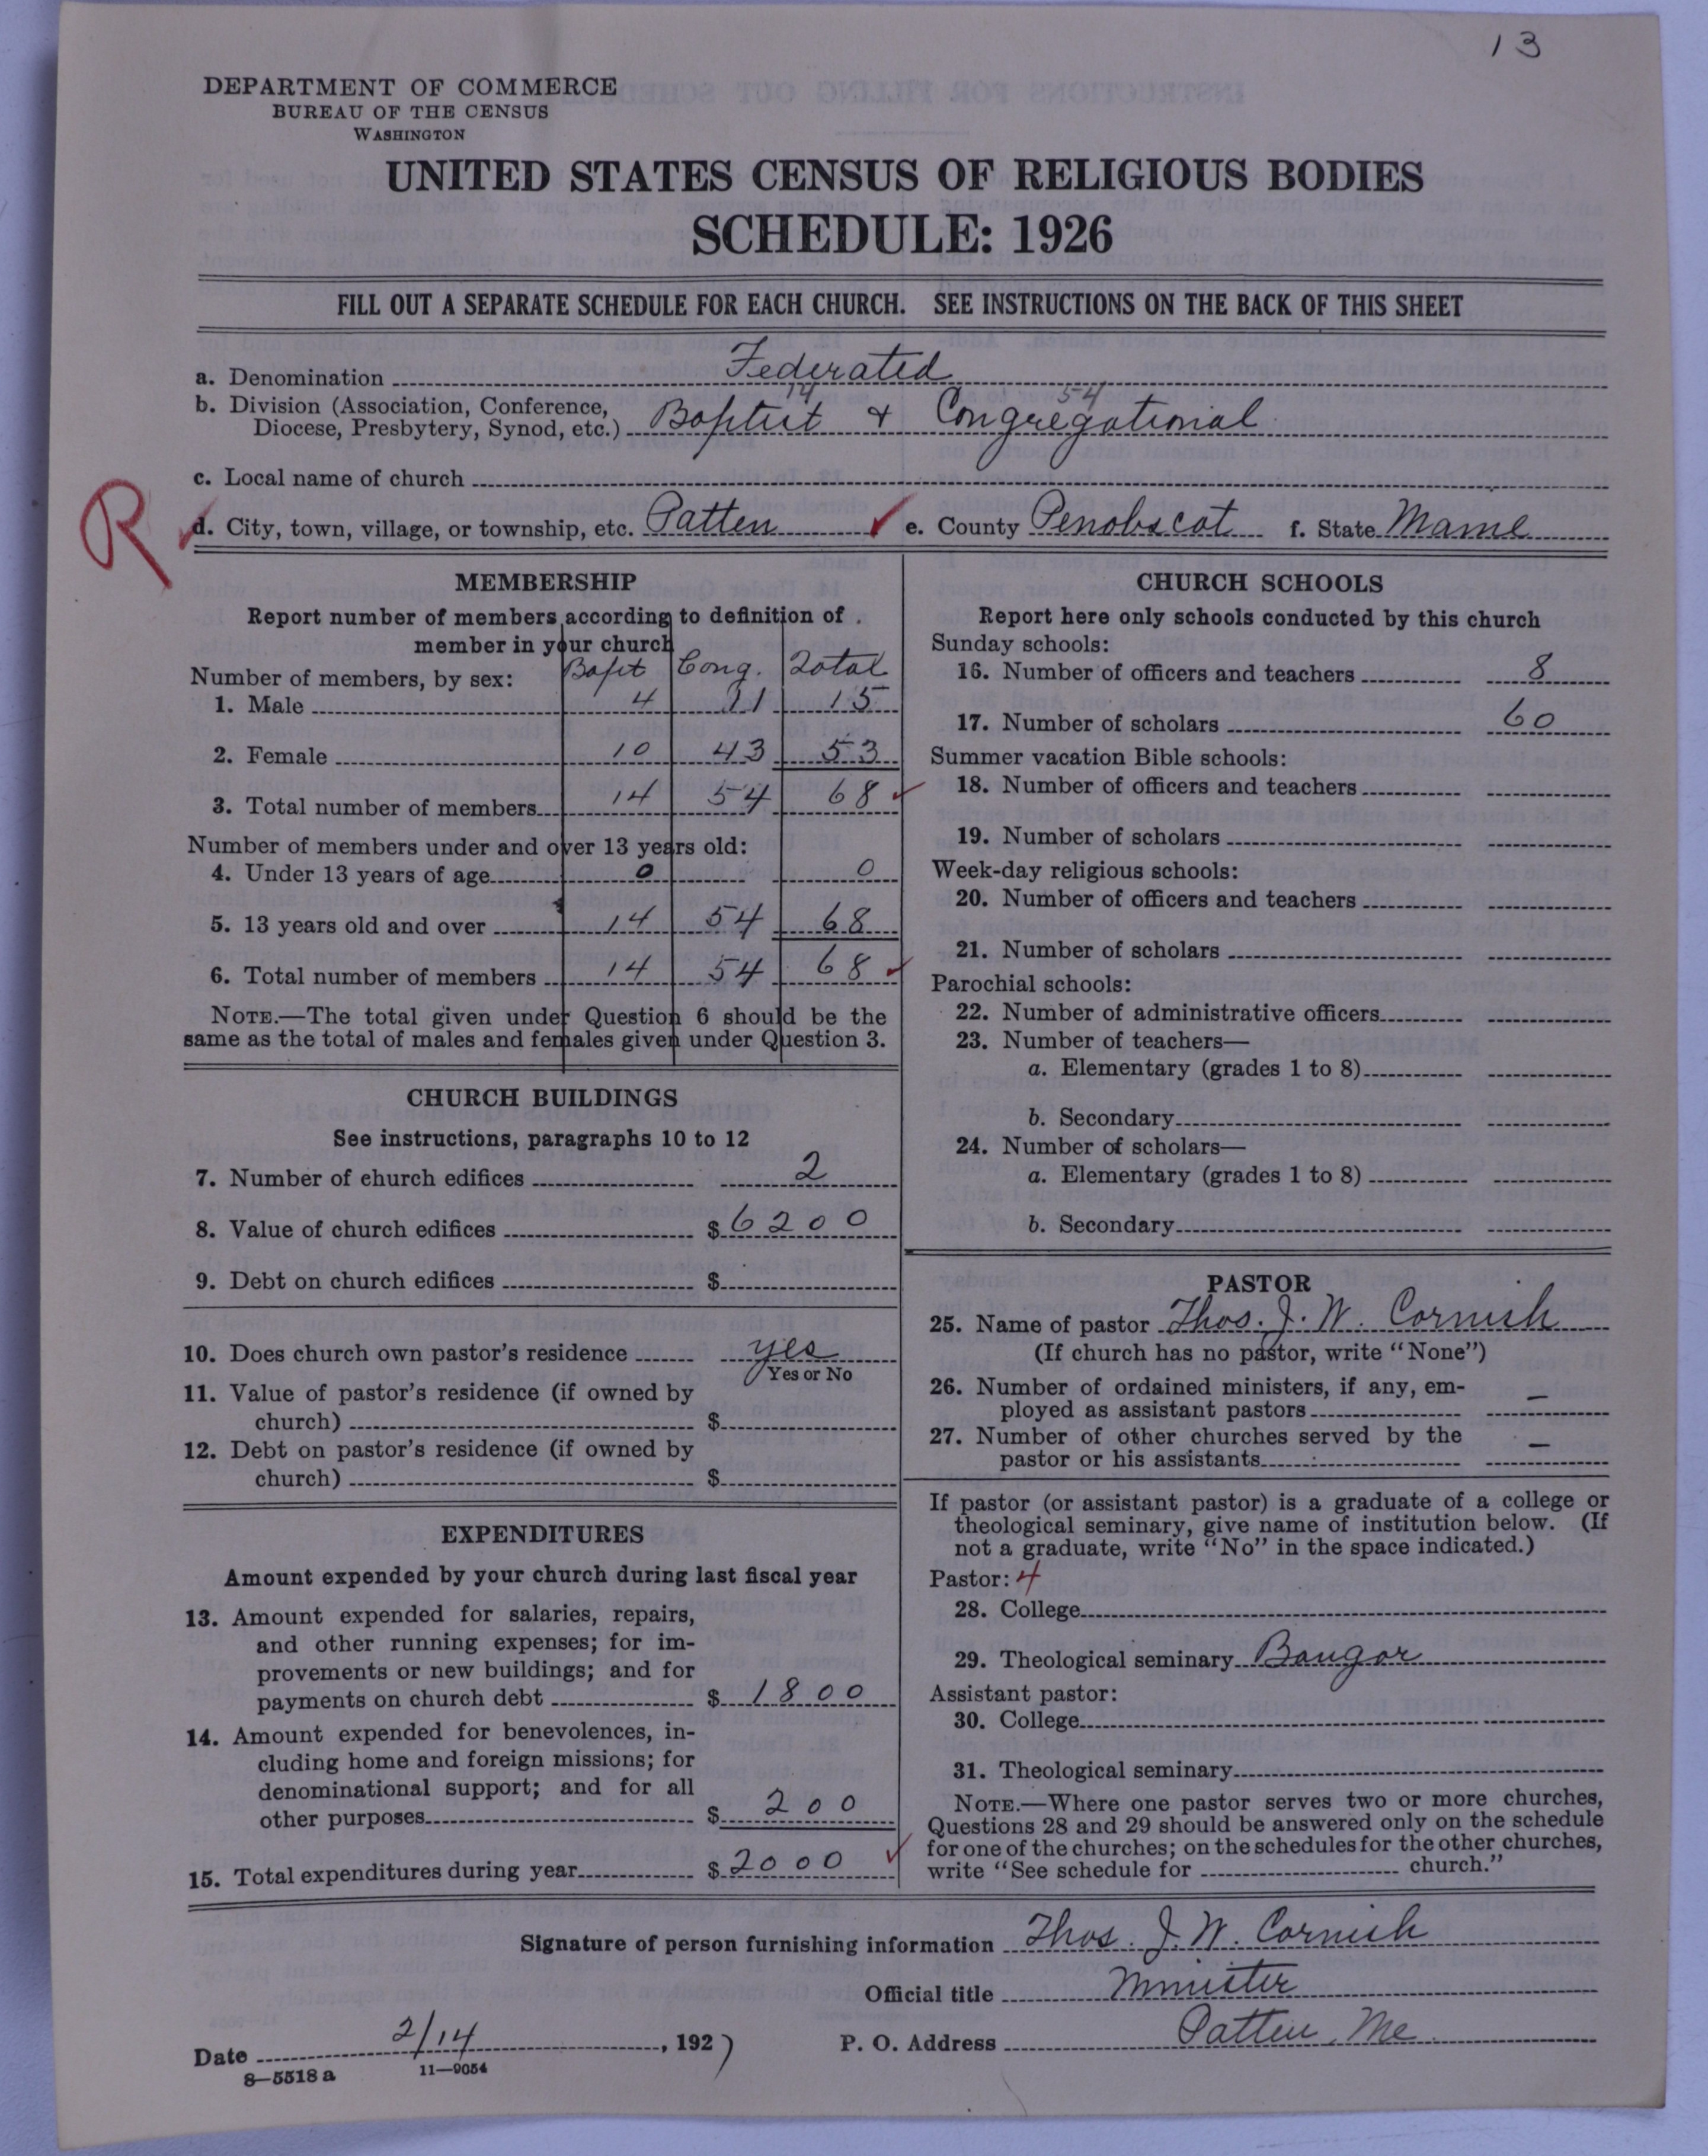 13
DEPARTMENT OF COMMERCE
BUREAU OF THE CENSUS
WASHINGTON
UNITED STATES CENSUS OF RELIGIOUS BODIES
SCHEDULE: 1926
FILL OUT A SEPARATE SCHEDULE FOR EACH CHURCH. SEE INSTRUCTIONS ON THE BACK OF THIS SHEET
a. Denomination Federated
14 54
b. Division (Association, Conference, Diocese, Presbytery, Synod, etc.) Baptist & Congregational
c. Local name of church
R
d. City, town, village, or township, etc. Patten e. County Penobscot f. State Maine
MEMBERSHIP
Report number of members according to definition of
member in your church
Bapt Cong. Total
Number of members, by sex:
1. Male 4 11 15
2. Female 10 43 53
3. Total number of members 14 54 68
Number of members under and over 13 years old:
4. Under 13 years of age 0 0
5. 13 years old and over 14 54 68
6. Total number of members 14 54 68
NOTE.—The total given under Question 6 should be the
same as the total of males and females given under Question 3.
CHURCH BUILDINGS
See instructions, paragraphs 10 to 12
7. Number of church edifices 2
8. Value of church edifices $6200
9. Debt on church edifices $
10. Does church own pastor's residence yes
Yes or No
11. Value of pastor's residence (if owned by
church) $
12. Debt on pastor's residence (if owned by
church) $
EXPENDITURES
Amount expended by your church during last fiscal year
13. Amount expended for salaries, repairs,
and other running expenses; for im-
provements or new buildings; and for
payments on church debt $ 1800
14. Amount expended for benevolences, in-
cluding home and foreign missions; for
denominational support; and for all
other purposes $ 200
15. Total expenditures during year $2000
CHURCH SCHOOLS
Report here only schools conducted by this church
Sunday schools:
16. Number of officers and teachers 8
17. Number of scholars 60
Summer vacation Bible schools:
18. Number of officers and teachers
19. Number of scholars
Week-day religious schools:
20. Number of officers and teachers
21. Number of scholars
Parochial schools:
22. Number of administrative officers
23. Number of teachers—
a. Elementary (grades 1 to 8)
b. Secondary
24. Number of scholars—
a. Elementary (grades 1 to 8)
b. Secondary
PASTOR
25. Name of pastor Thos. J. W. Cornish
(If church has no pastor, write "None")
26. Number of ordained ministers, if any, em-
ployed as assistant pastors —
27. Number of other churches served by the
pastor or his assistants —
If pastor (or assistant pastor) is a graduate of a college or
theological seminary, give name of institution below. (If
not a graduate, write "No" in the space indicated.)
Pastor: 4
28. College
29. Theological seminary Bangor
Assistant pastor:
30. College
31. Theological seminary
NOTE.—Where one pastor serves two or more churches,
Questions 28 and 29 should be answered only on the schedule
for one of the churches; on the schedules for the other churches,
write "See schedule for church."
Signature of person furnishing information Thos. J. W. Cornish
Official title Minister
Date 2/14, 1927 P. O. Address Patten, Me.
8—5518 a 11—9054